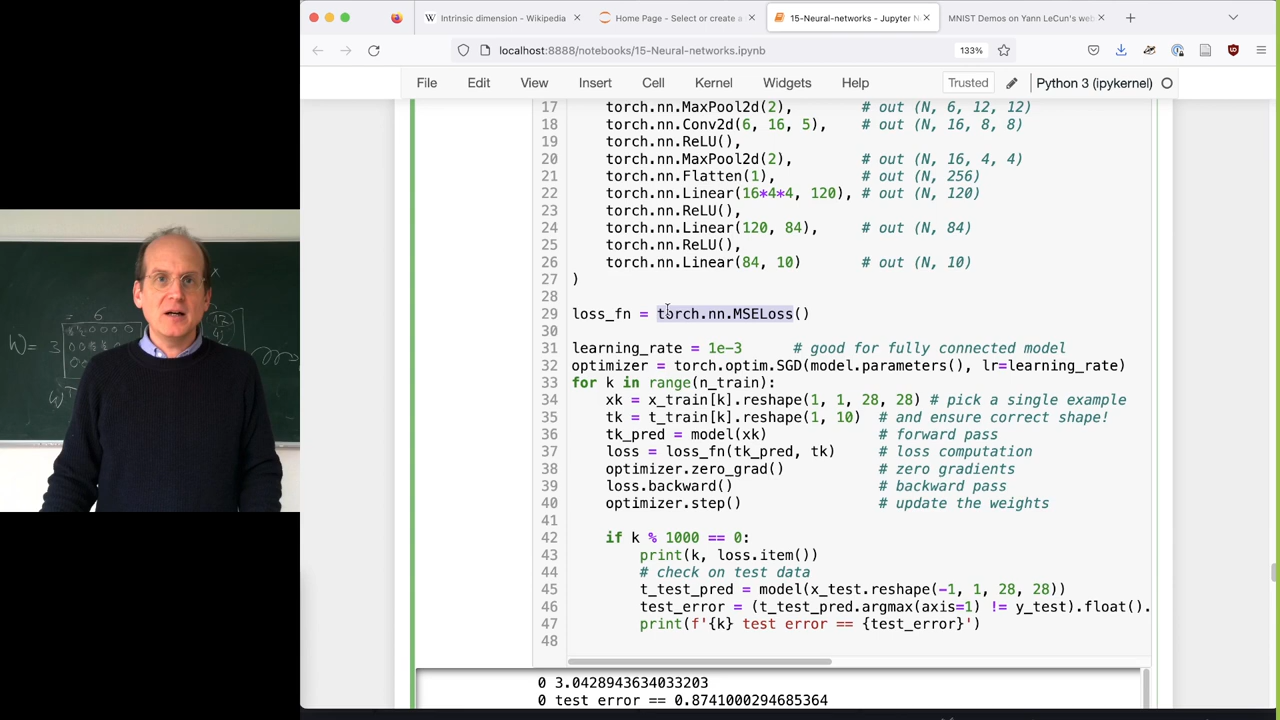 Intrinsic dimension - Wikipedia
Home Page - Select or create a
15-Neural-networks - Jupyter N
MNIST Demos on Yann LeCun's web
localhost:8888/notebooks/15-Neural-networks.ipynb
133%
File Edit View Insert Cell Kernel Widgets Help
Trusted
Python 3 (ipykernel)
17 torch.nn.MaxPool2d(2), # out (N, 6, 12, 12)
18 torch.nn.Conv2d(6, 16, 5), # out (N, 16, 8, 8)
19 torch.nn.ReLU(),
20 torch.nn.MaxPool2d(2), # out (N, 16, 4, 4)
21 torch.nn.Flatten(1), # out (N, 256)
22 torch.nn.Linear(16*4*4, 120), # out (N, 120)
23 torch.nn.ReLU(),
24 torch.nn.Linear(120, 84), # out (N, 84)
25 torch.nn.ReLU(),
26 torch.nn.Linear(84, 10) # out (N, 10)
27 )
28
29 loss_fn = torch.nn.MSELoss()
30
31 learning_rate = 1e-3 # good for fully connected model
32 optimizer = torch.optim.SGD(model.parameters(), lr=learning_rate)
33 for k in range(n_train):
34 xk = x_train[k].reshape(1, 1, 28, 28) # pick a single example
35 tk = t_train[k].reshape(1, 10) # and ensure correct shape!
36 tk_pred = model(xk) # forward pass
37 loss = loss_fn(tk_pred, tk) # loss computation
38 optimizer.zero_grad() # zero gradients
39 loss.backward() # backward pass
40 optimizer.step() # update the weights
41
42 if k % 1000 == 0:
43 print(k, loss.item())
44 # check on test data
45 t_test_pred = model(x_test.reshape(-1, 1, 28, 28))
46 test_error = (t_test_pred.argmax(axis=1) != y_test).float().
47 print(f'{k} test error == {test_error}')
48
0 3.0428943634033203
0 test error == 0.8741000294685364
W =
3
6